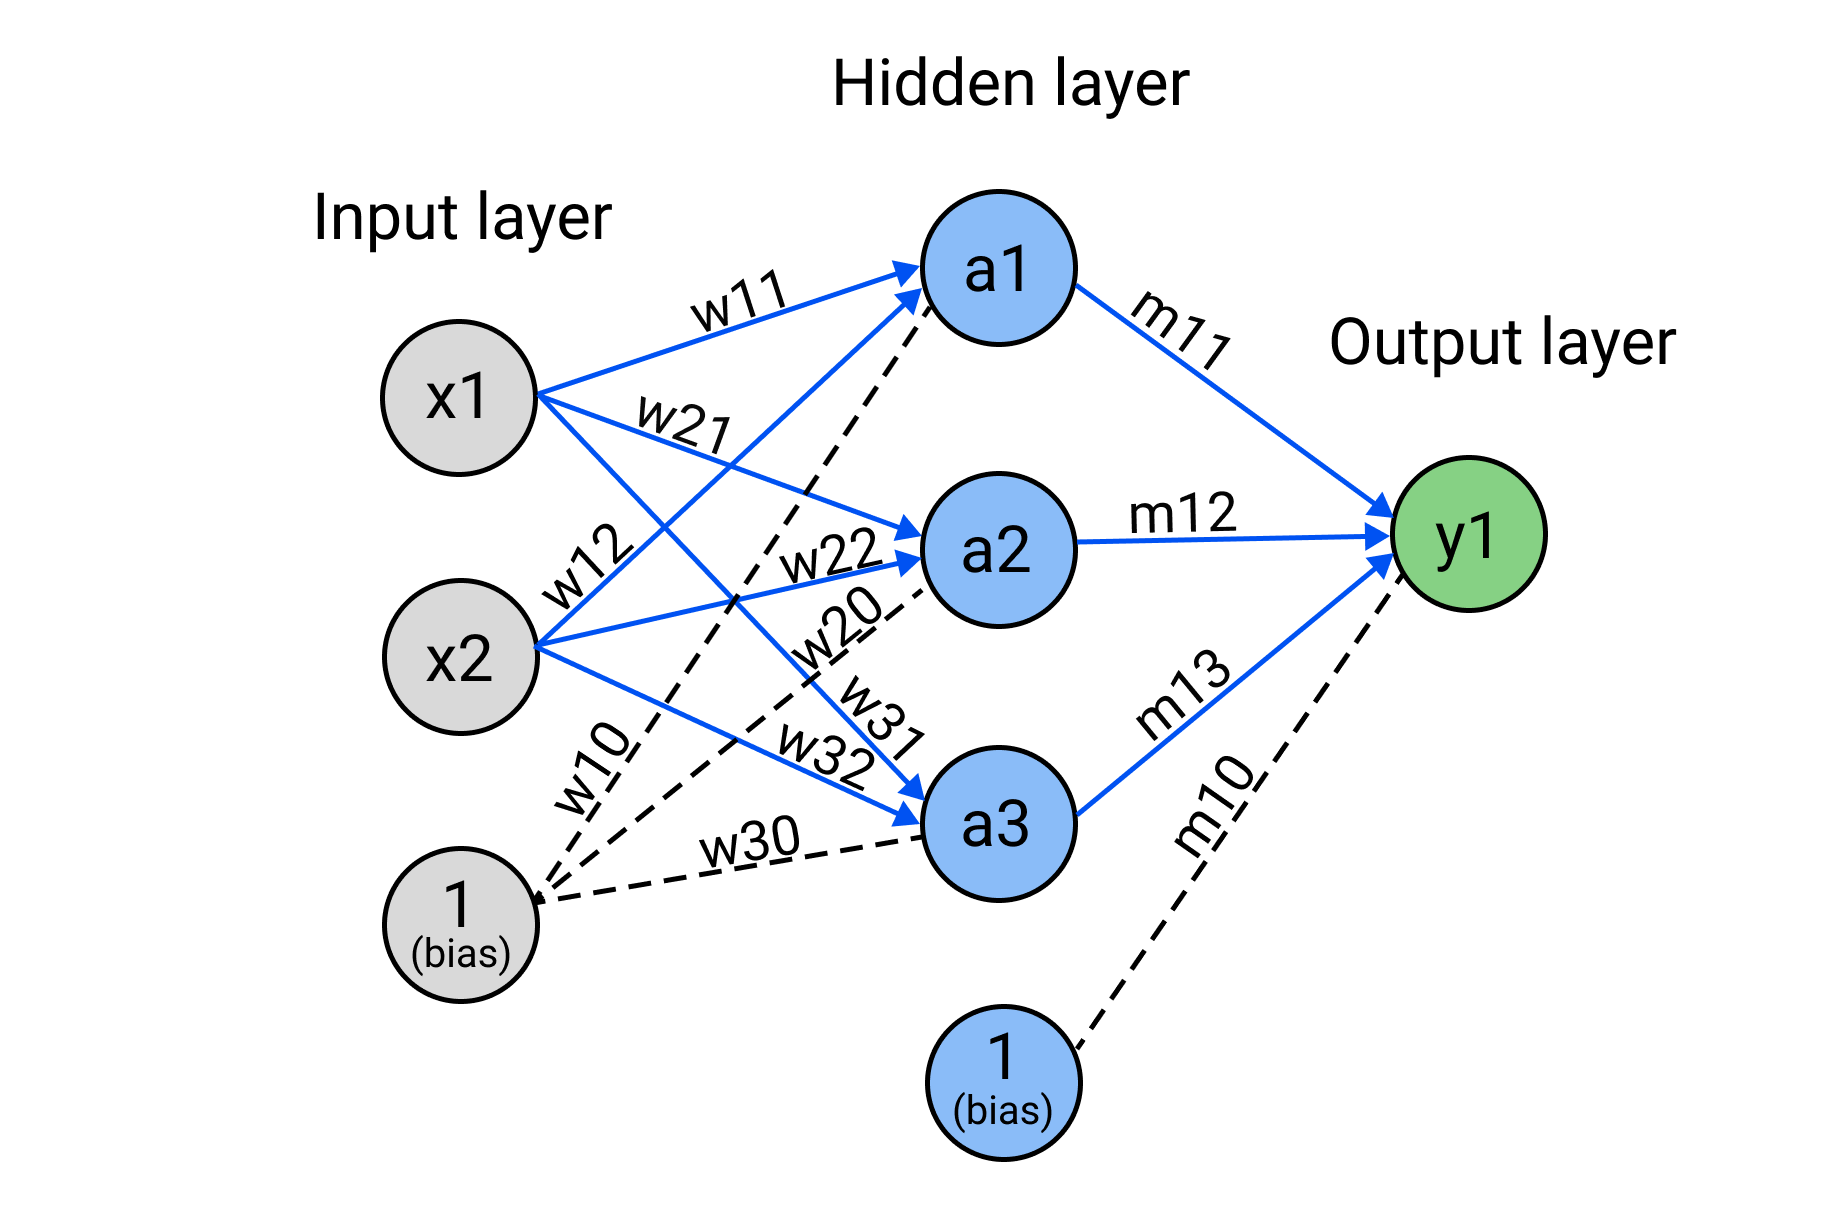 Hidden layer
Input layer
Output layer
x1
x2
1
(bias)
w11
w21
w12
w22
w20
w31
w32
w10
w30
a1
a2
a3
1
(bias)
m11
m12
m13
m10
y1